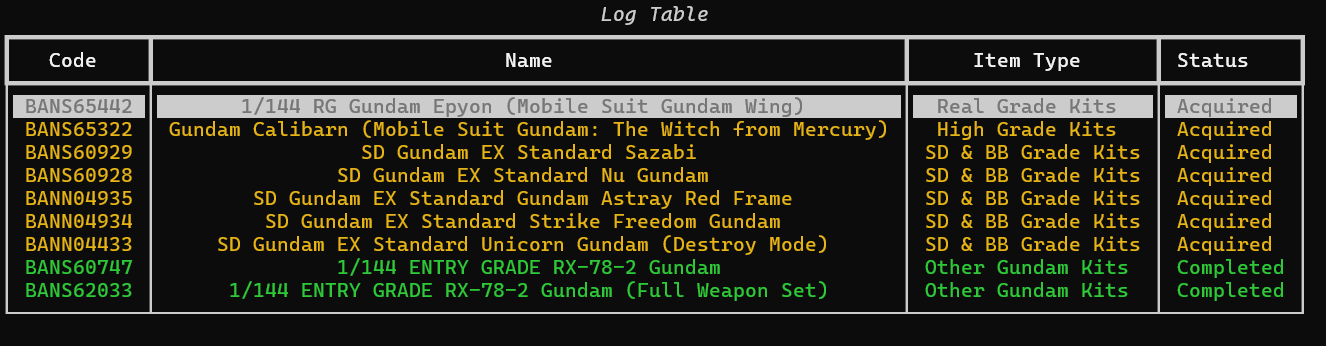 Log Table
Code Name Item Type Status
BANS65442 1/144 RG Gundam Epyon (Mobile Suit Gundam Wing) Real Grade Kits Acquired
BANS65322 Gundam Calibarn (Mobile Suit Gundam: The Witch from Mercury) High Grade Kits Acquired
BANS60929 SD Gundam EX Standard Sazabi SD & BB Grade Kits Acquired
BANS60928 SD Gundam EX Standard Nu Gundam SD & BB Grade Kits Acquired
BANN04935 SD Gundam EX Standard Gundam Astray Red Frame SD & BB Grade Kits Acquired
BANN04934 SD Gundam EX Standard Strike Freedom Gundam SD & BB Grade Kits Acquired
BANN04433 SD Gundam EX Standard Unicorn Gundam (Destroy Mode) SD & BB Grade Kits Acquired
BANS60747 1/144 ENTRY GRADE RX-78-2 Gundam Other Gundam Kits Completed
BANS62033 1/144 ENTRY GRADE RX-78-2 Gundam (Full Weapon Set) Other Gundam Kits Completed